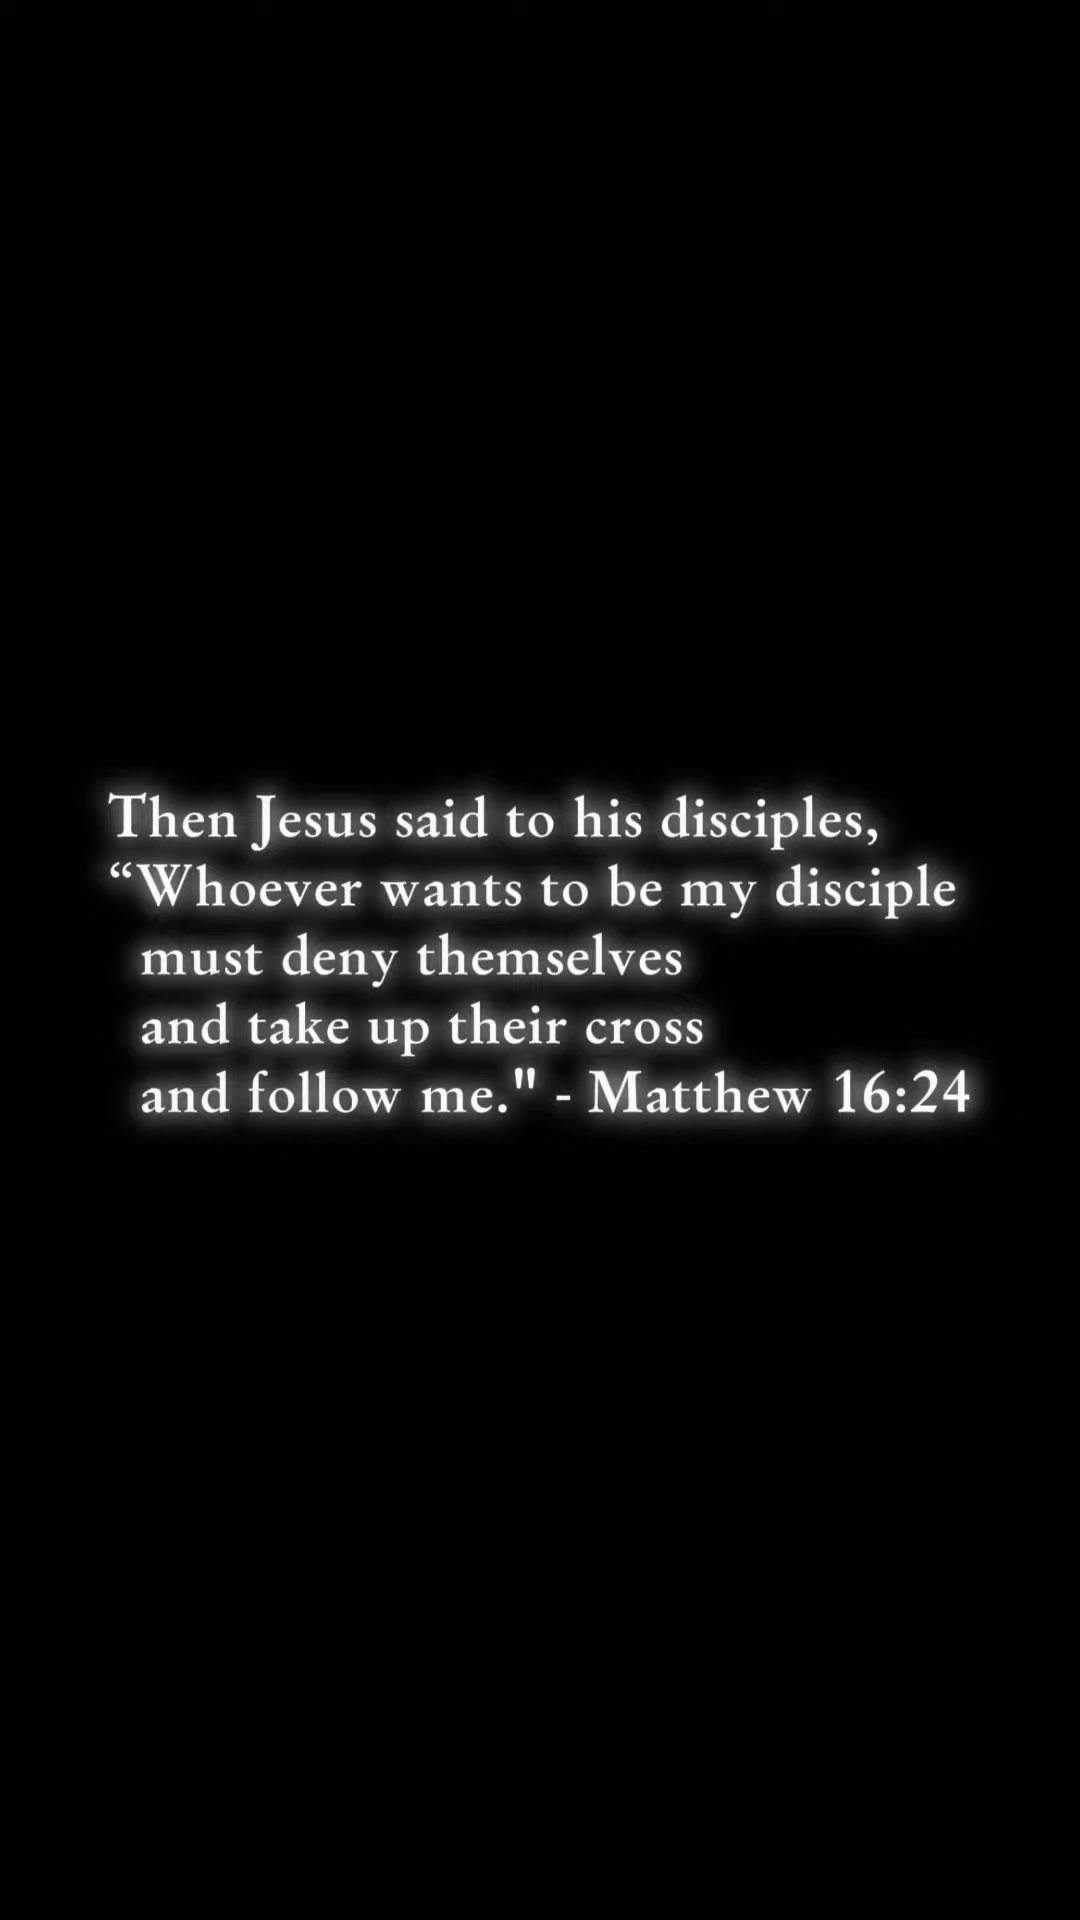 Then Jesus said to his disciples,
“Whoever wants to be my disciple
must deny themselves
and take up their cross
and follow me." - Matthew 16:24